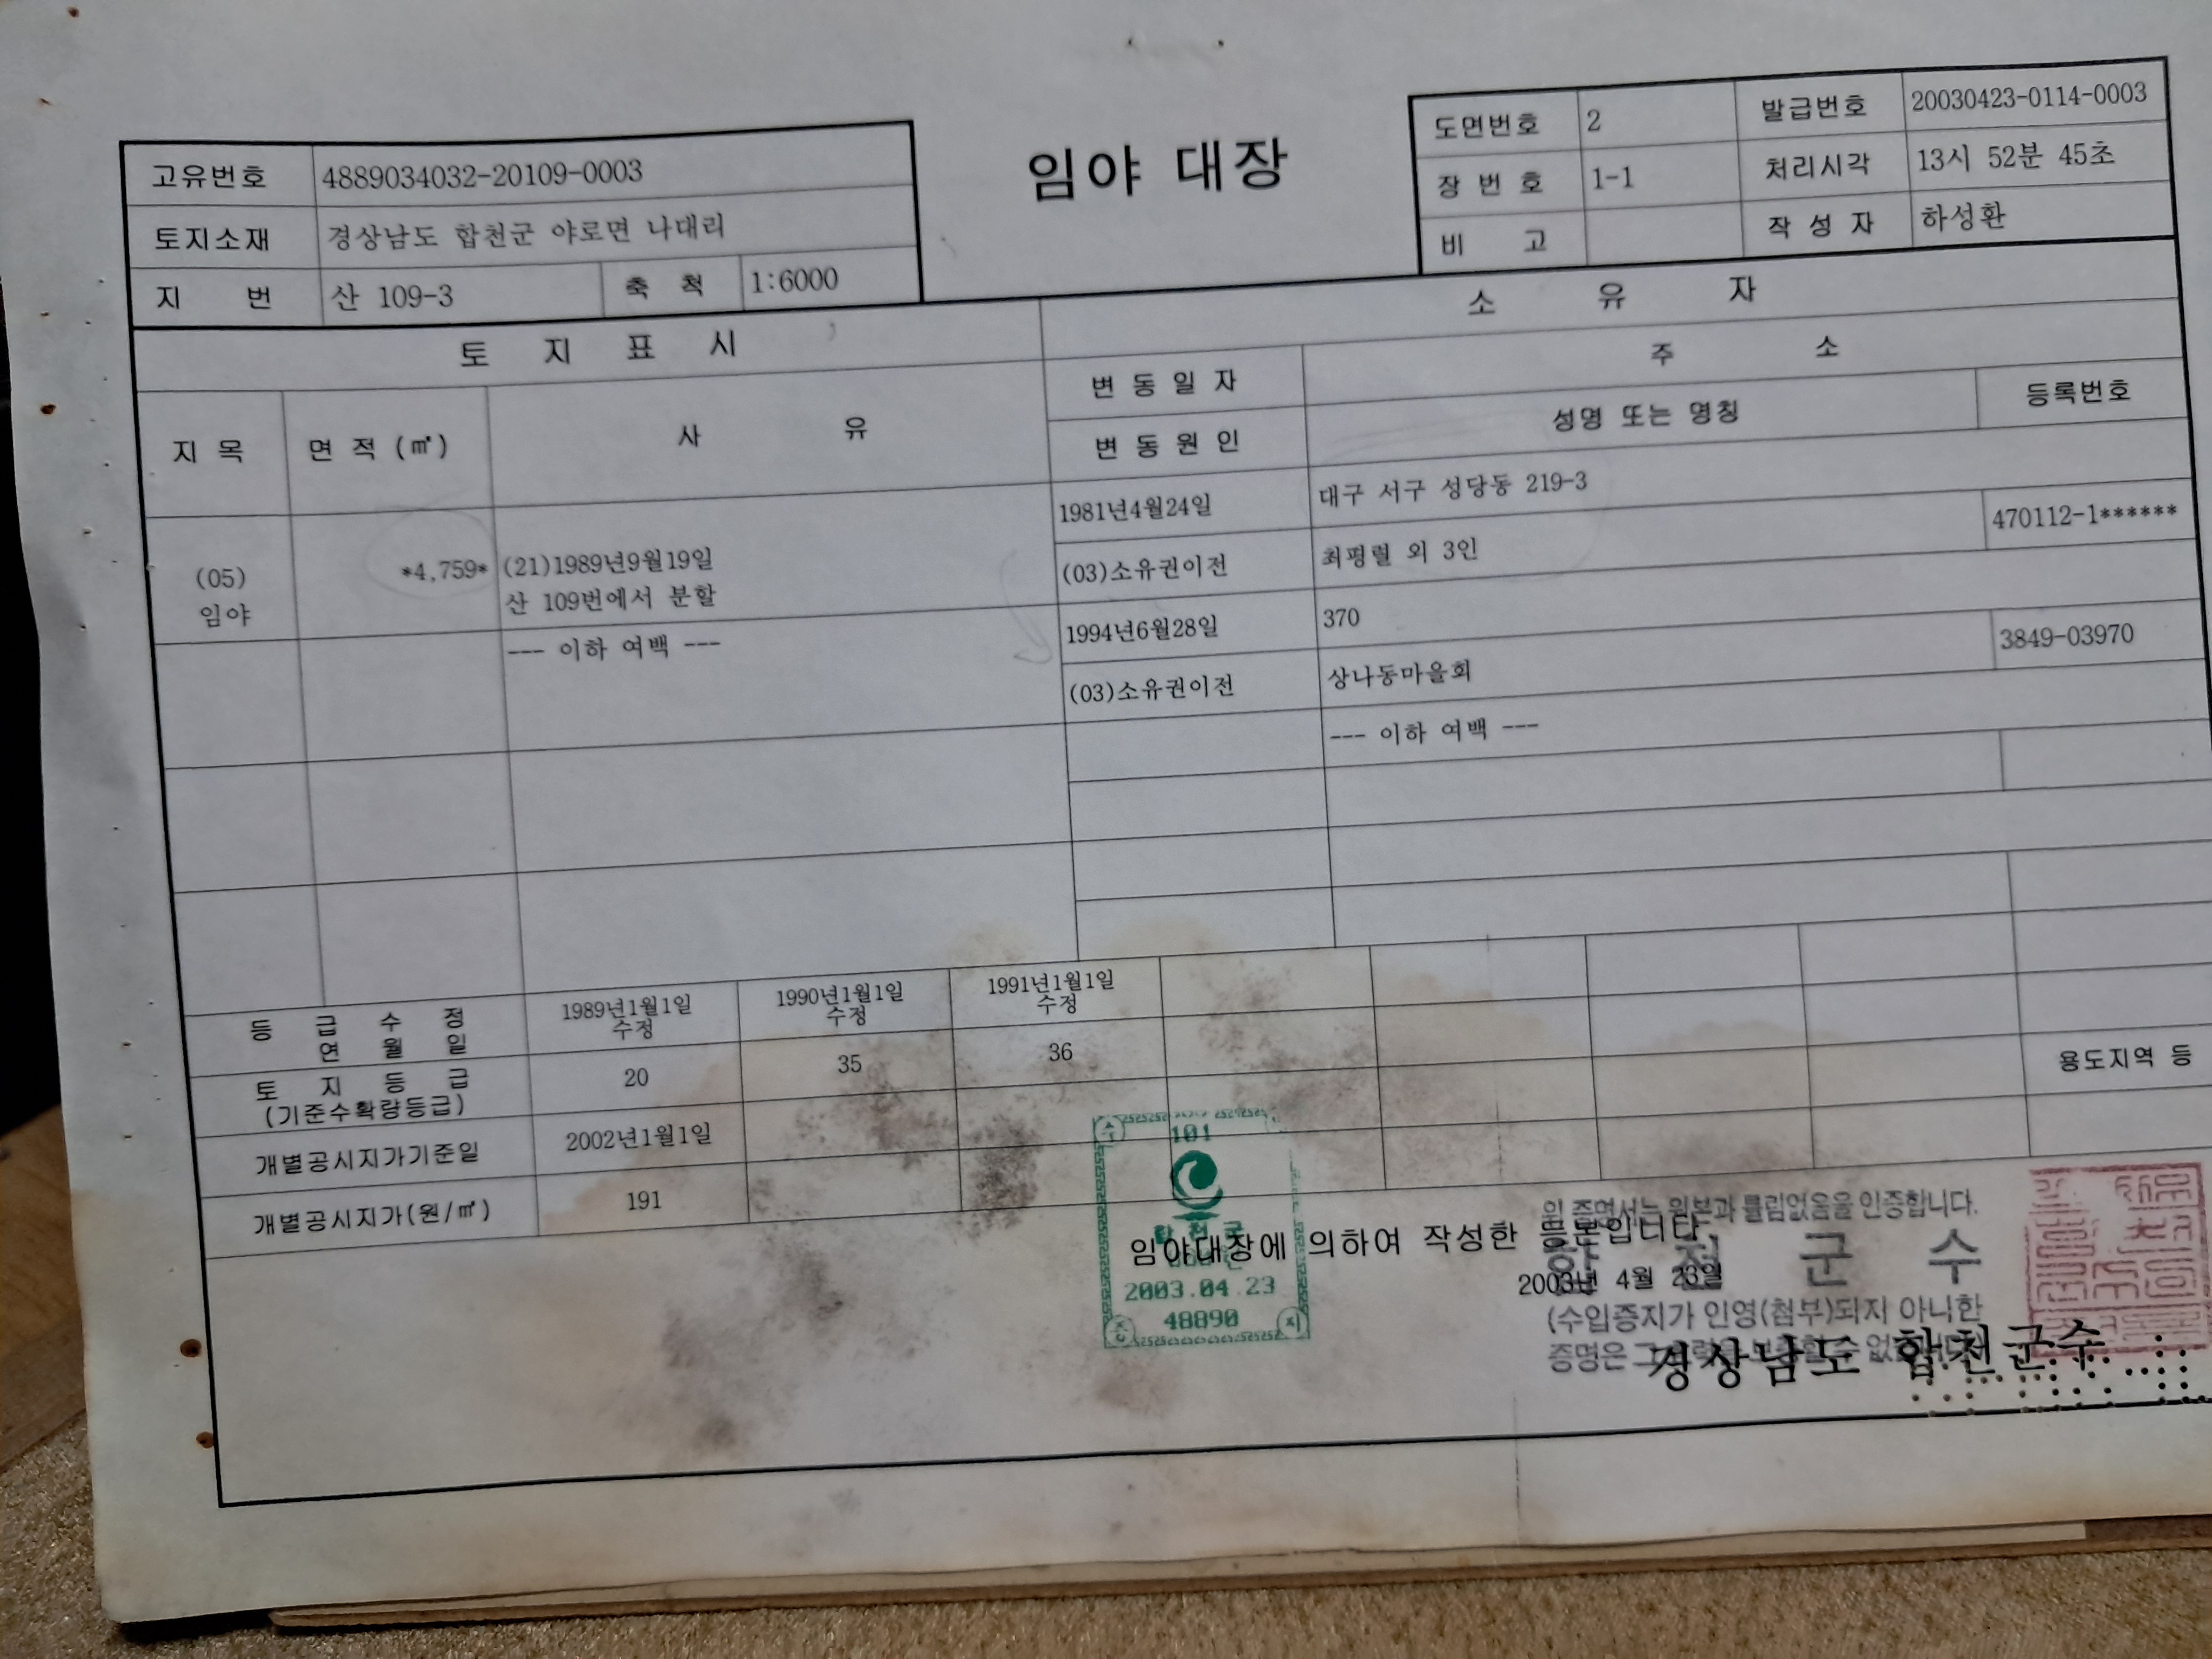 임야 대장
고유번호 4889034032-20109-0003
토지소재 경상남도 합천군 야로면 나대리
지 번 산 109-3 축 척 1:6000
도면번호 2 발급번호 20030423-0114-0003
장 번 호 1-1 처리시각 13시 52분 45초
비 고 작 성 자 하성환
토 지 표 시
소 유 자
지 목 면 적 (㎡) 사 유
변 동 일 자 주 소
변 동 원 인 성명 또는 명칭 등록번호
(05) *4,759* (21)1989년9월19일
임야 산 109번에서 분할
--- 이하 여백 ---
1981년4월24일 대구 서구 성당동 219-3
(03)소유권이전 최평렬 외 3인 470112-1******
1994년6월28일 370
(03)소유권이전 상나동마을회 3849-03970
--- 이하 여백 ---
등 급 수 정
연 월 일
1989년1월1일
수정
1990년1월1일
수정
1991년1월1일
수정
토 지 등 급
(기준수확량등급)
20 35 36
용도지역 등
개별공시지가기준일 2002년1월1일
개별공시지가(원/㎡) 191
수 101
합 천 군
2003.04.23
48890
증 지
이 증명서는 원본과 틀림없음을 인증합니다.
임야대장에 의하여 작성한 등본입니다.
군 수
2003년 4월 23일
(수입증지가 인영(첨부)되지 아니한
증명은 그
경상남도 합천군수